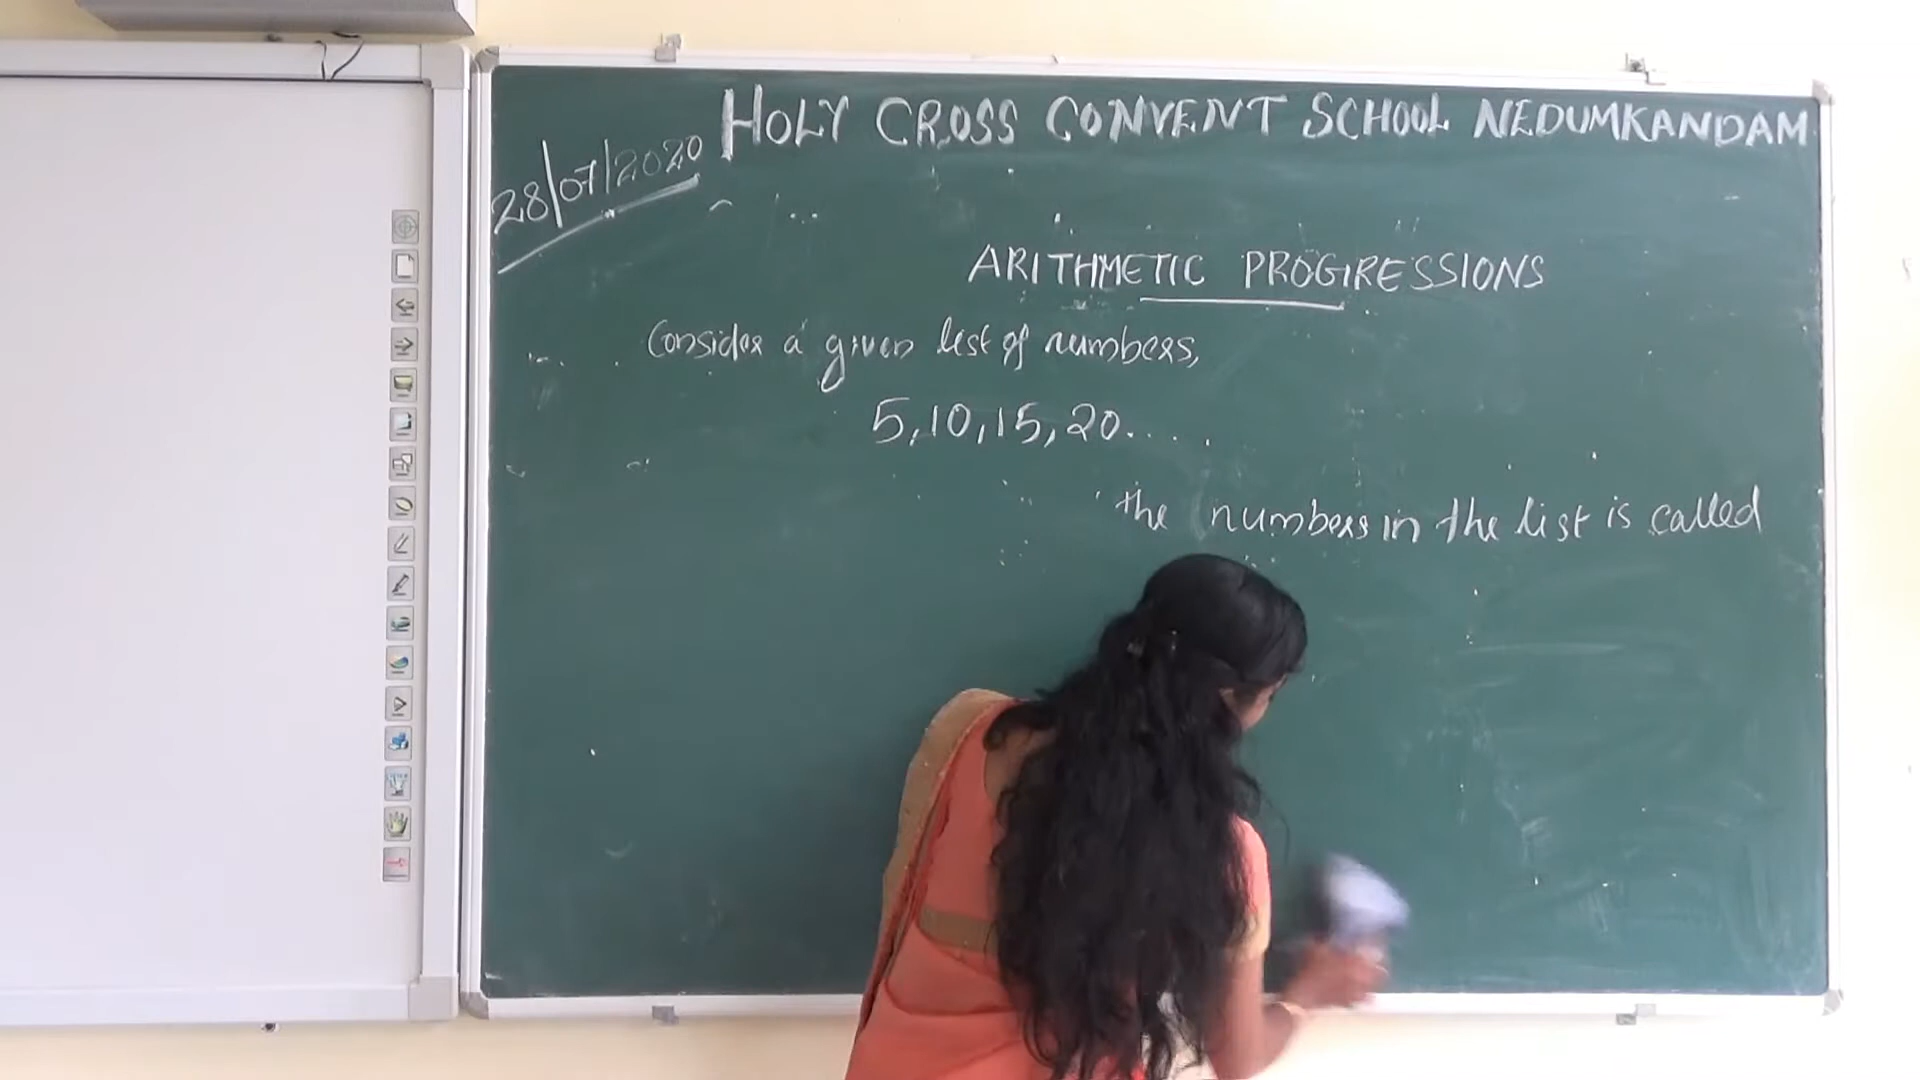 HOLY CROSS CONVENT SCHOOL NEDUMKANDAM
28/07/2020
ARITHMETIC PROGRESSIONS
Consider a given list of numbers,
5, 10, 15, 20....
the numbers in the list is called